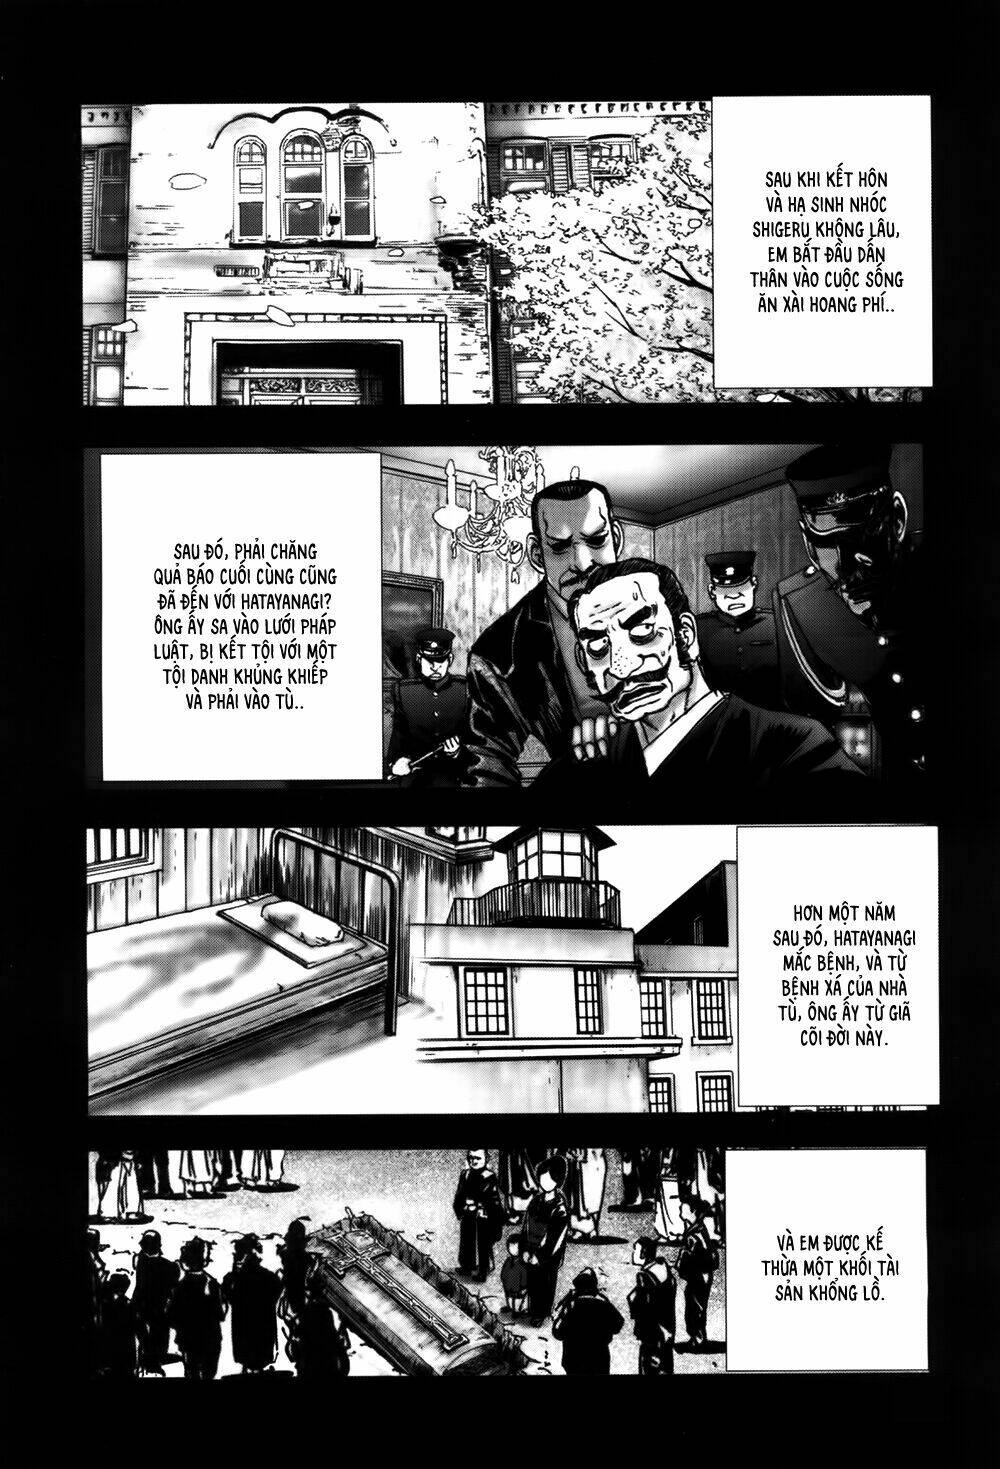 SAU KHI KẾT HÔN
VÀ HẠ SINH NHÓC
SHIGERU KHÔNG LÂU,
EM BẮT ĐẦU DẤN
THÂN VÀO CUỘC SỐNG
ĂN XÀI HOANG PHÍ..
SAU ĐÓ, PHẢI CHĂNG
QUẢ BÁO CUỐI CÙNG CŨNG
ĐÃ ĐẾN VỚI HATAYANAGI?
ÔNG ẤY SA VÀO LƯỚI PHÁP
LUẬT, BỊ KẾT TỘI VỚI MỘT
TỘI DANH KHỦNG KHIẾP
VÀ PHẢI VÀO TÙ..
HƠN MỘT NĂM
SAU ĐÓ, HATAYANAGI
MẮC BỆNH, VÀ TỪ
BỆNH XÁ CỦA NHÀ
TÙ, ÔNG ẤY TỪ GIÃ
CÕI ĐỜI NÀY.
VÀ EM ĐƯỢC KẾ
THỪA MỘT KHỐI TÀI
SẢN KHỔNG LỒ.